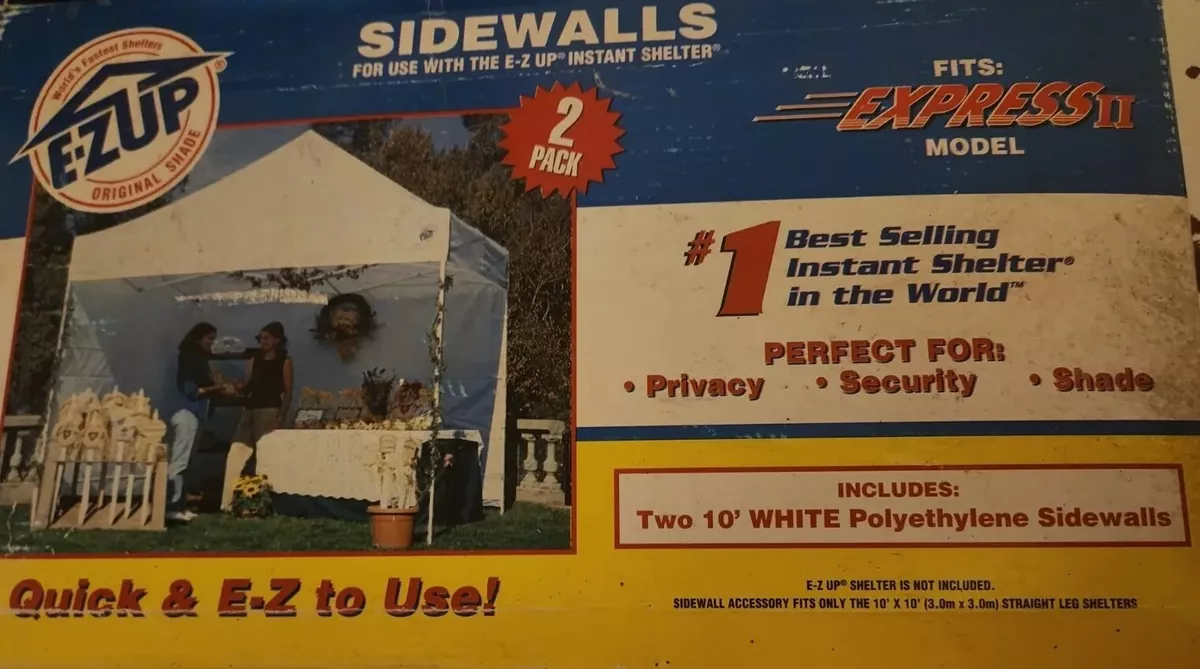 SIDEWALLS
FOR USE WITH THE E-Z UP® INSTANT SHELTER®
World's Fastest Shelters
E-Z UP®
ORIGINAL SHADE
2
PACK
FITS:
EXPRESS II
MODEL
#1 Best Selling
Instant Shelter®
in the World™
PERFECT FOR:
• Privacy • Security • Shade
INCLUDES:
Two 10' WHITE Polyethylene Sidewalls
Quick & E-Z to Use!
E-Z UP® SHELTER IS NOT INCLUDED.
SIDEWALL ACCESSORY FITS ONLY THE 10' X 10' (3.0m x 3.0m) STRAIGHT LEG SHELTERS